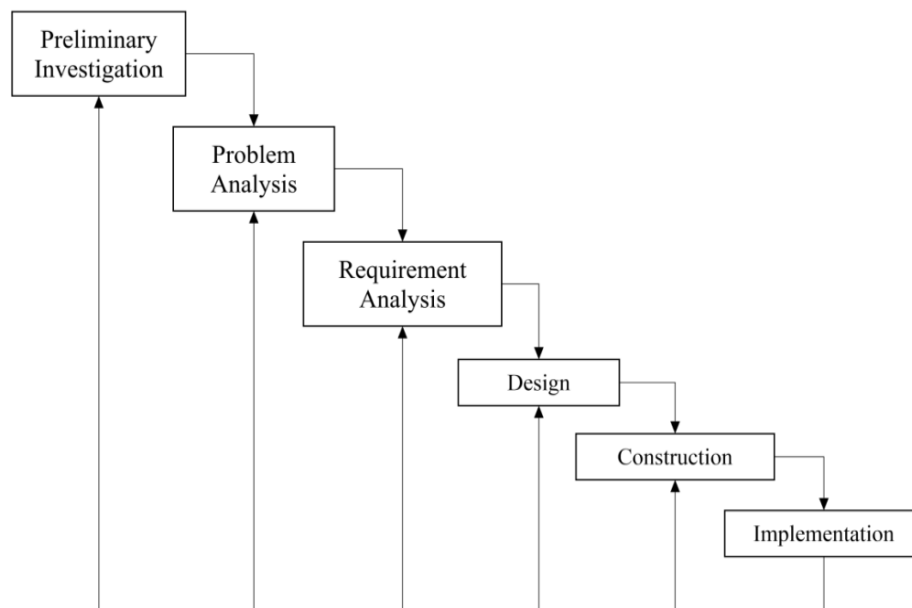 Preliminary
Investigation
Problem
Analysis
Requirement
Analysis
Design
Construction
Implementation